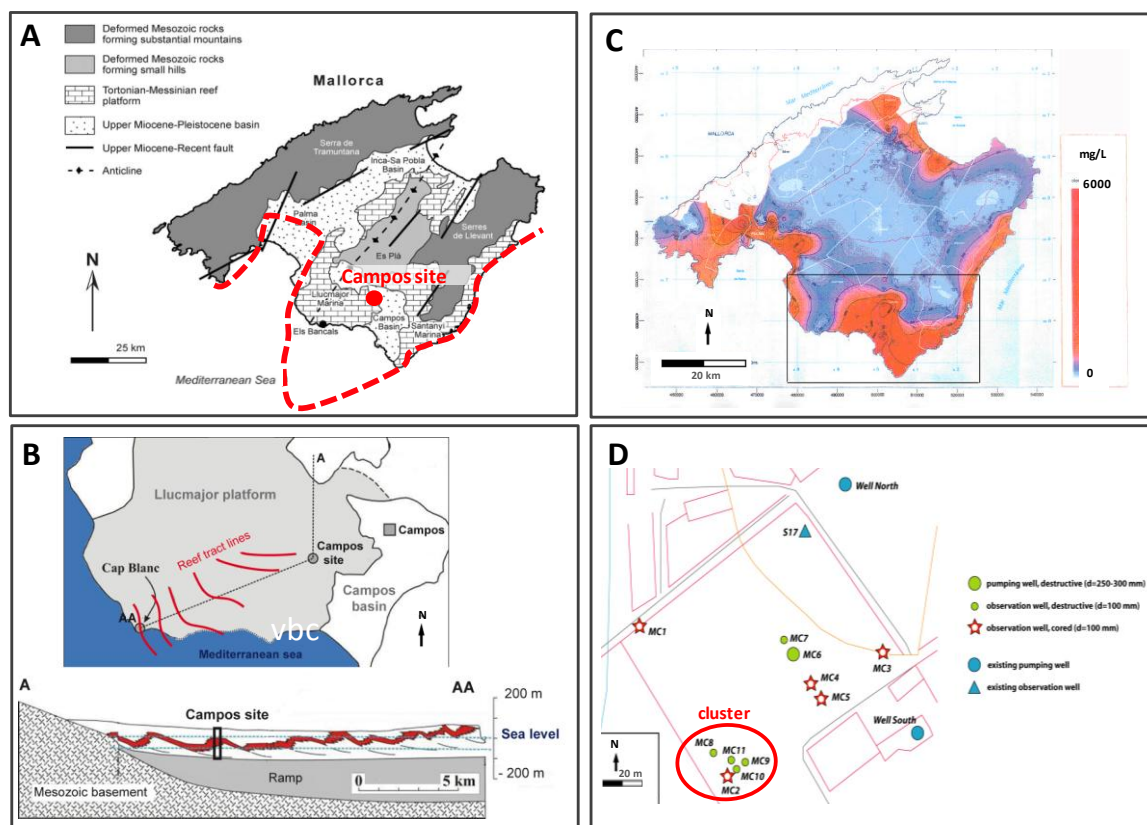 A
Deformed Mesozoic rocks
forming substantial mountains
Deformed Mesozoic rocks
forming small hills
Tortonian-Messinian reef
platform
Upper Miocene-Pleistocene basin
Upper Miocene-Recent fault
Anticline
Mallorca
Serra de
Tramuntana
Inca-Sa Pobla
Basin
Palma
Basin
Serres
de Llevant
Es Plà
Campos site
Llucmajor
Marina
Campos
Basin
Santanyi
Marina
Els Bancals
N
25 km
Mediterranean Sea
C
MALLORCA
mg/L
6000
0
N
20 km
B
A
Llucmajor platform
Campos
Reef tract lines
Campos
site
Cap Blanc
Campos
basin
AA
vbc
N
Mediterranean sea
A
AA
200 m
Campos site
Sea level
Ramp
- 200 m
0
5 km
Mesozoic basement
D
Well North
S17
MC1
MC7
MC6
MC3
MC4
MC5
cluster
Well South
MC8
MC11
MC9
MC10
MC2
N
20 m
pumping well, destructive (d=250-300 mm)
observation well, destructive (d=100 mm)
observation well, cored (d=100 mm)
existing pumping well
existing observation well